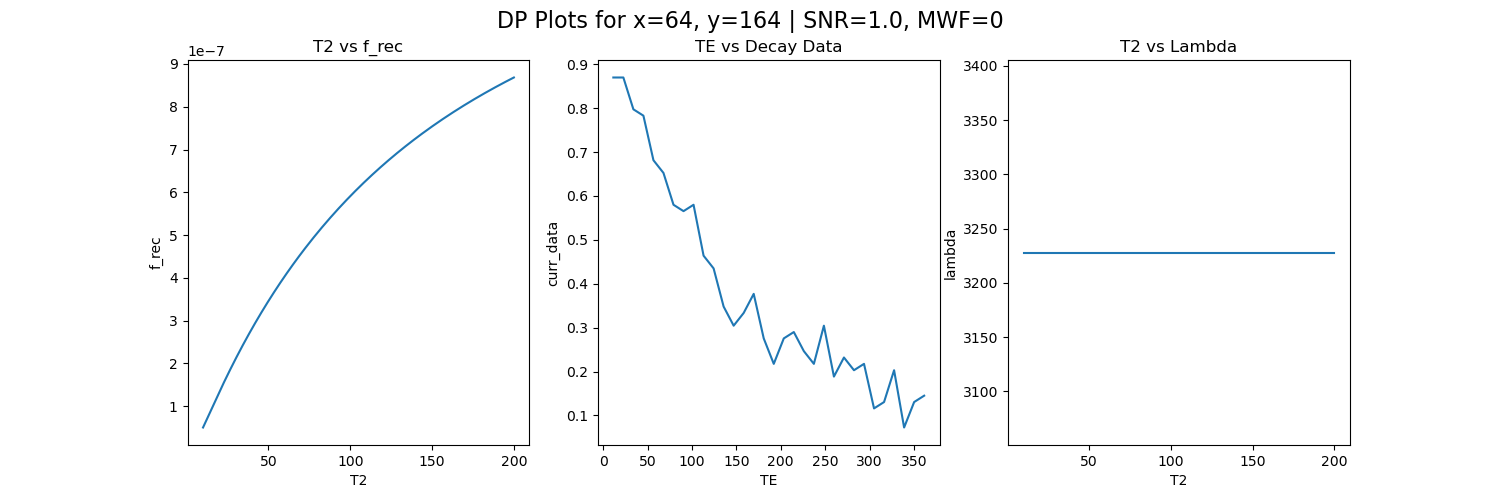 DP Plots for x=64, y=164 | SNR=1.0, MWF=0
T2 vs f_rec
1e−7
9
8
7
6
5
4
3
2
1
f_rec
50 100 150 200
T2
TE vs Decay Data
0.9
0.8
0.7
0.6
0.5
0.4
0.3
0.2
0.1
curr_data
0 50 100 150 200 250 300 350
TE
T2 vs Lambda
3400
3350
3300
3250
3200
3150
3100
lambda
50 100 150 200
T2